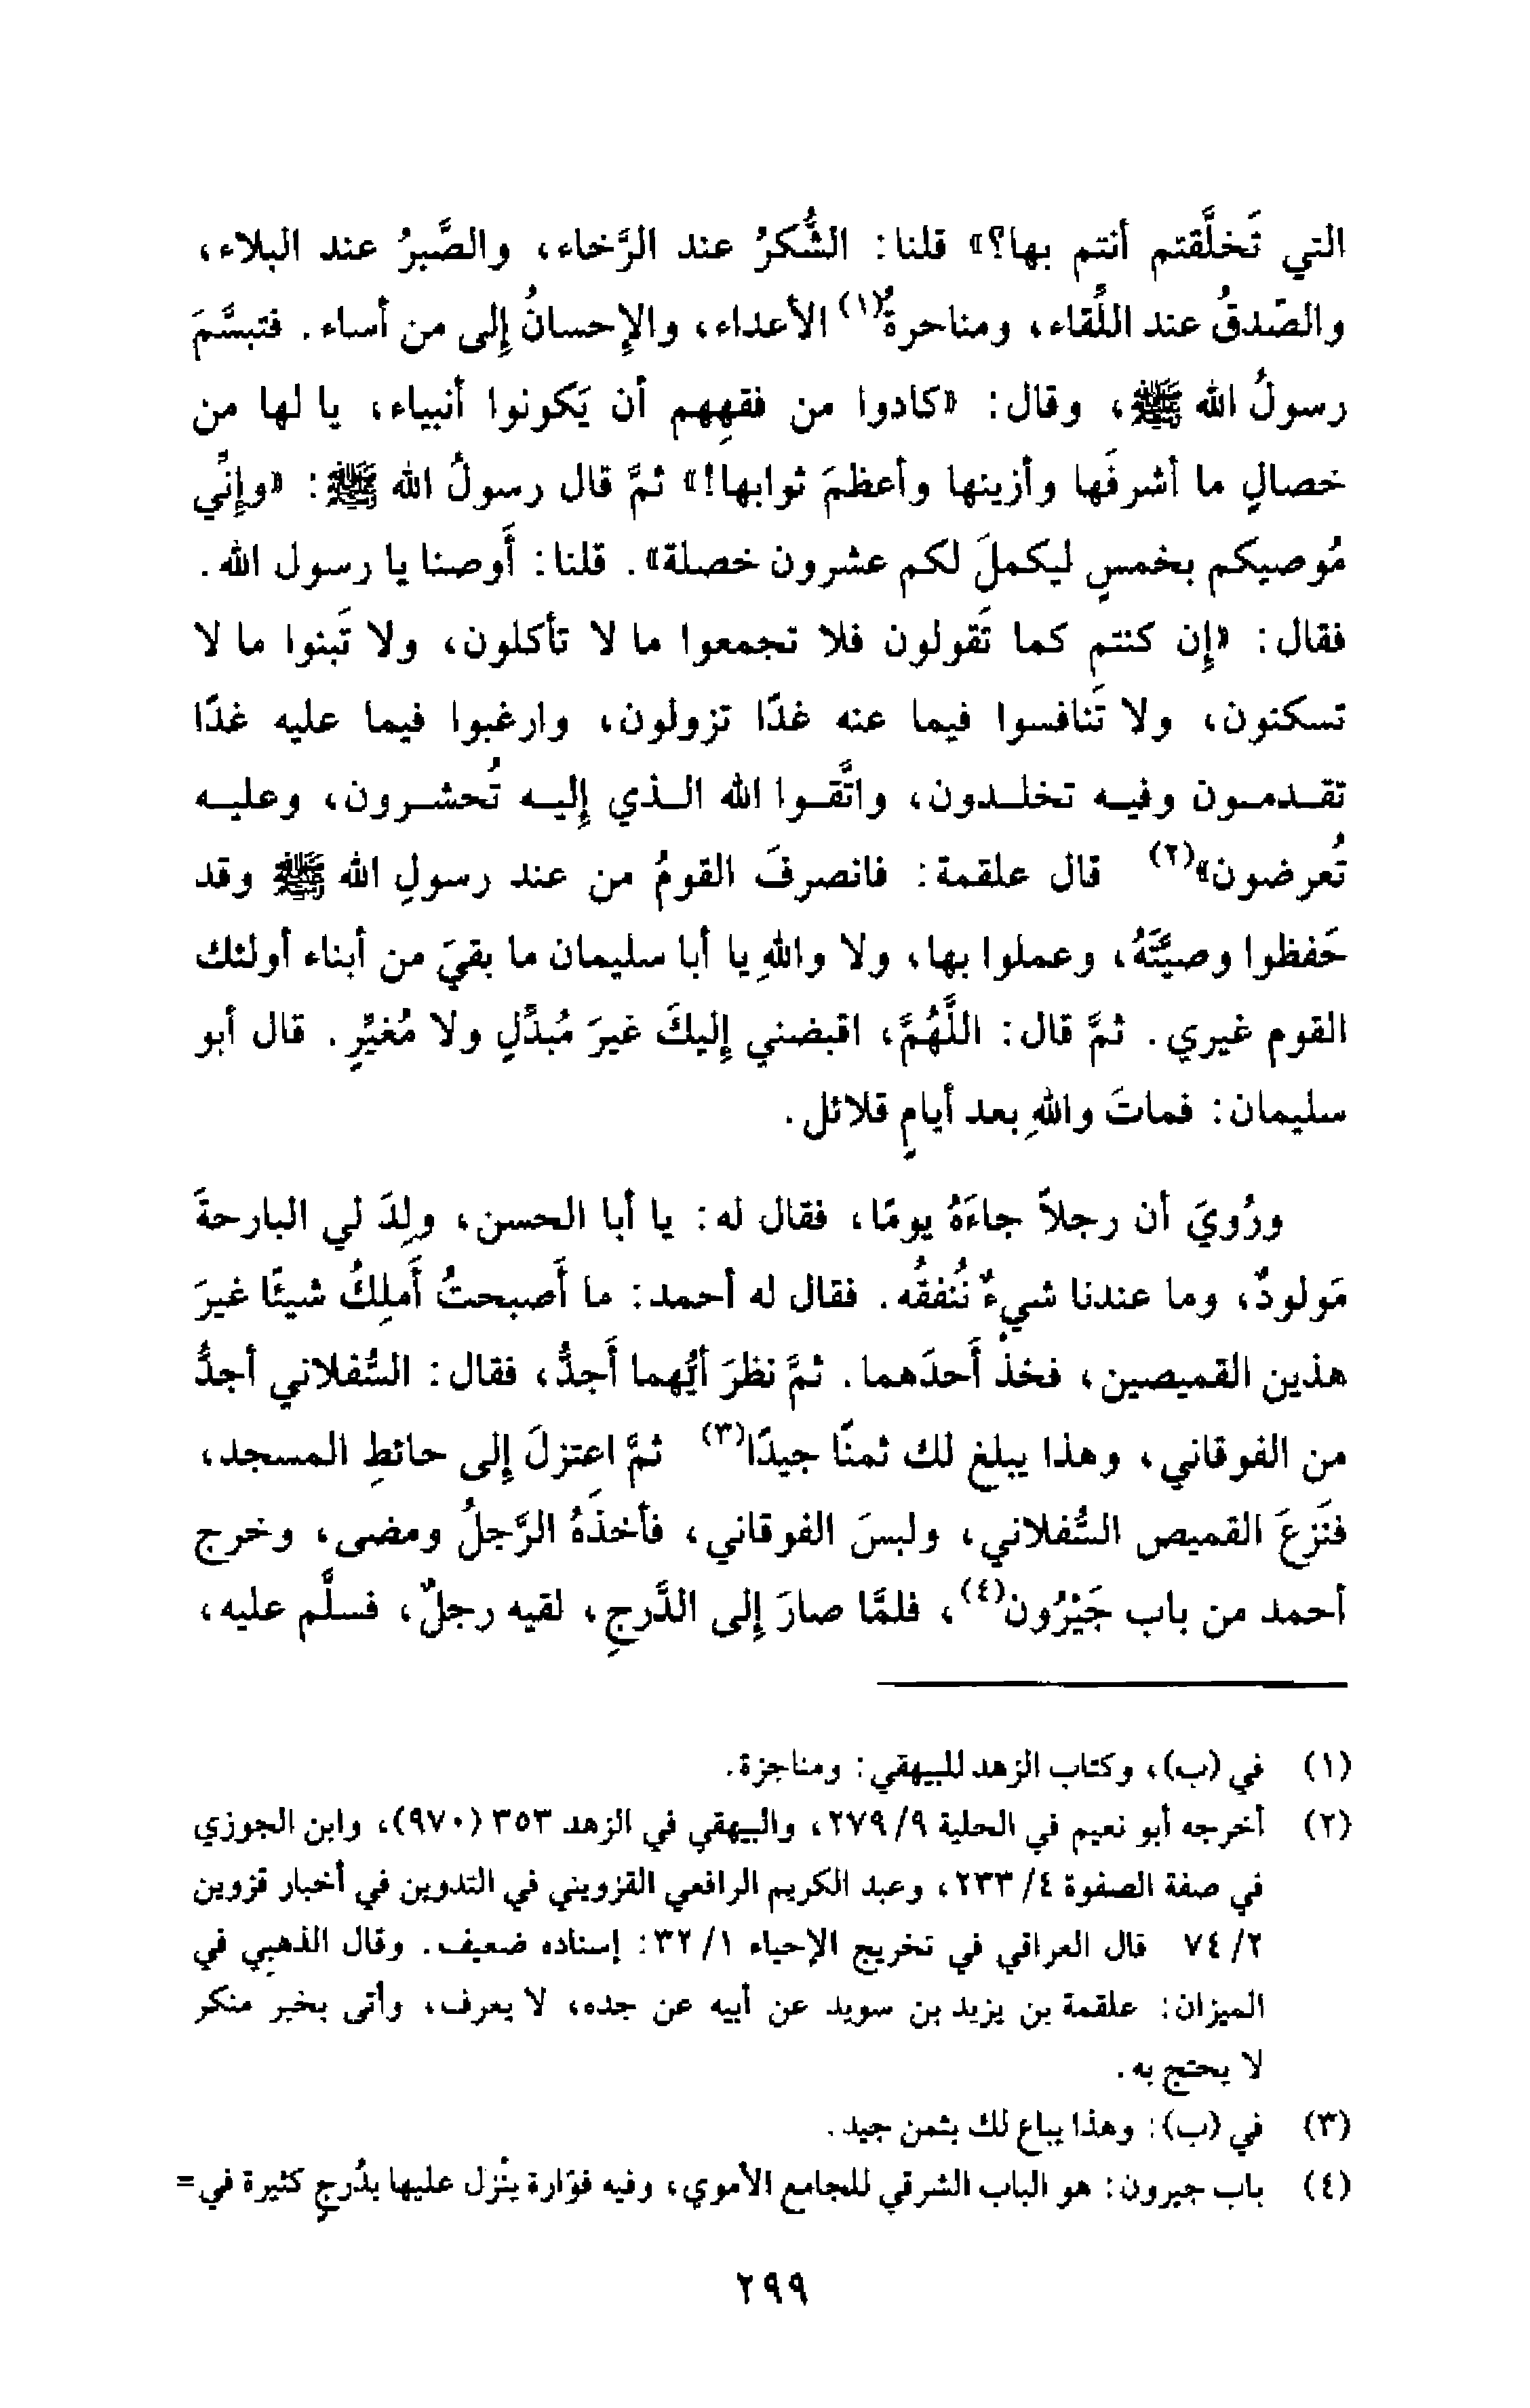 التي تَخلَّقتم أنتم بها؟» قلنا: الشُّكرُ عند الرَّخاء، والصَّبرُ عند البلاء،
والصِّدقُ عند اللِّقاء، ومناحرةُ(١) الأعداء، والإحسانُ إلى من أساء. فتبسَّمَ
رسولُ الله ﷺ، وقال: «كادوا من فقههِم أن يَكونوا أنبياء، يا لها من
خصالٍ ما أشرفَها وأزينها وأعظمَ ثوابها!» ثمَّ قال رسولُ الله ﷺ: «وإنِّي
مُوصيكم بخمسٍ ليكملَ لكم عشرون خصلة». قلنا: أَوصنا يا رسول الله.
فقال: «إن كنتم كما تَقولون فلا تجمعوا ما لا تأكلون، ولا تَبنوا ما لا
تسكنون، ولا تَنافسوا فيما عنه غدًا تزولون، وارغبوا فيما عليه غدًا
تقدمون وفيه تخلدون، واتَّقوا الله الذي إليه تُحشرون، وعليه
تُعرضون»(٢) قال علقمة: فانصرفَ القومُ من عند رسولِ الله ﷺ وقد
حَفظوا وصيَّتَهُ، وعملوا بها، ولا واللهِ يا أبا سليمان ما بقيَ من أبناء أولئك
القوم غيري. ثمَّ قال: اللَّهُمَّ، اقبضني إليكَ غيرَ مُبدِّلٍ ولا مُغيِّرٍ. قال أبو
سليمان: فماتَ واللهِ بعد أيامٍ قلائل.
ورُويَ أن رجلاً جاءَهُ يومًا، فقال له: يا أبا الحسن، ولِدَ لي البارحةَ
مَولودٌ، وما عندنا شيءٌ نُنفقُه. فقال له أحمد: ما أَصبحتُ أَملِكُ شيئًا غيرَ
هذين القميصين، فخذْ أَحدَهما. ثمَّ نظرَ أيُّهما أَجدُّ، فقال: السُّفلاني أجدُّ
من الفوقاني، وهذا يبلغ لك ثمنًا جيدًا(٣) ثمَّ اعتزلَ إلى حائطِ المسجد،
فنَزعَ القميص السُّفلاني، ولبسَ الفوقاني، فأخذَهُ الرَّجلُ ومضى، وخرج
أحمد من باب جَيْرُون(٤)، فلمَّا صارَ إلى الدَّرجِ، لقيه رجلٌ، فسلَّم عليه،
(١) في (ب)، وكتاب الزهد للبيهقي: ومناجزة.
(٢) أخرجه أبو نعيم في الحلية ٩/ ٢٧٩، والبيهقي في الزهد ٣٥٣ (٩٧٠)، وابن الجوزي
في صفة الصفوة ٤/ ٢٣٣، وعبد الكريم الرافعي القزويني في التدوين في أخبار قزوين
٢/ ٧٤ قال العراقي في تخريج الإحياء ١/ ٣٢: إسناده ضعيف. وقال الذهبي في
الميزان: علقمة بن يزيد بن سويد عن أبيه عن جده، لا يعرف، وأتى بخبر منكر
لا يحتج به.
(٣) في (ب): وهذا يباع لك بثمن جيد.
(٤) باب جيرون: هو الباب الشرقي للجامع الأموي، وفيه فوّارة ينْزل عليها بدُرجٍ كثيرة في=
٢٩٩